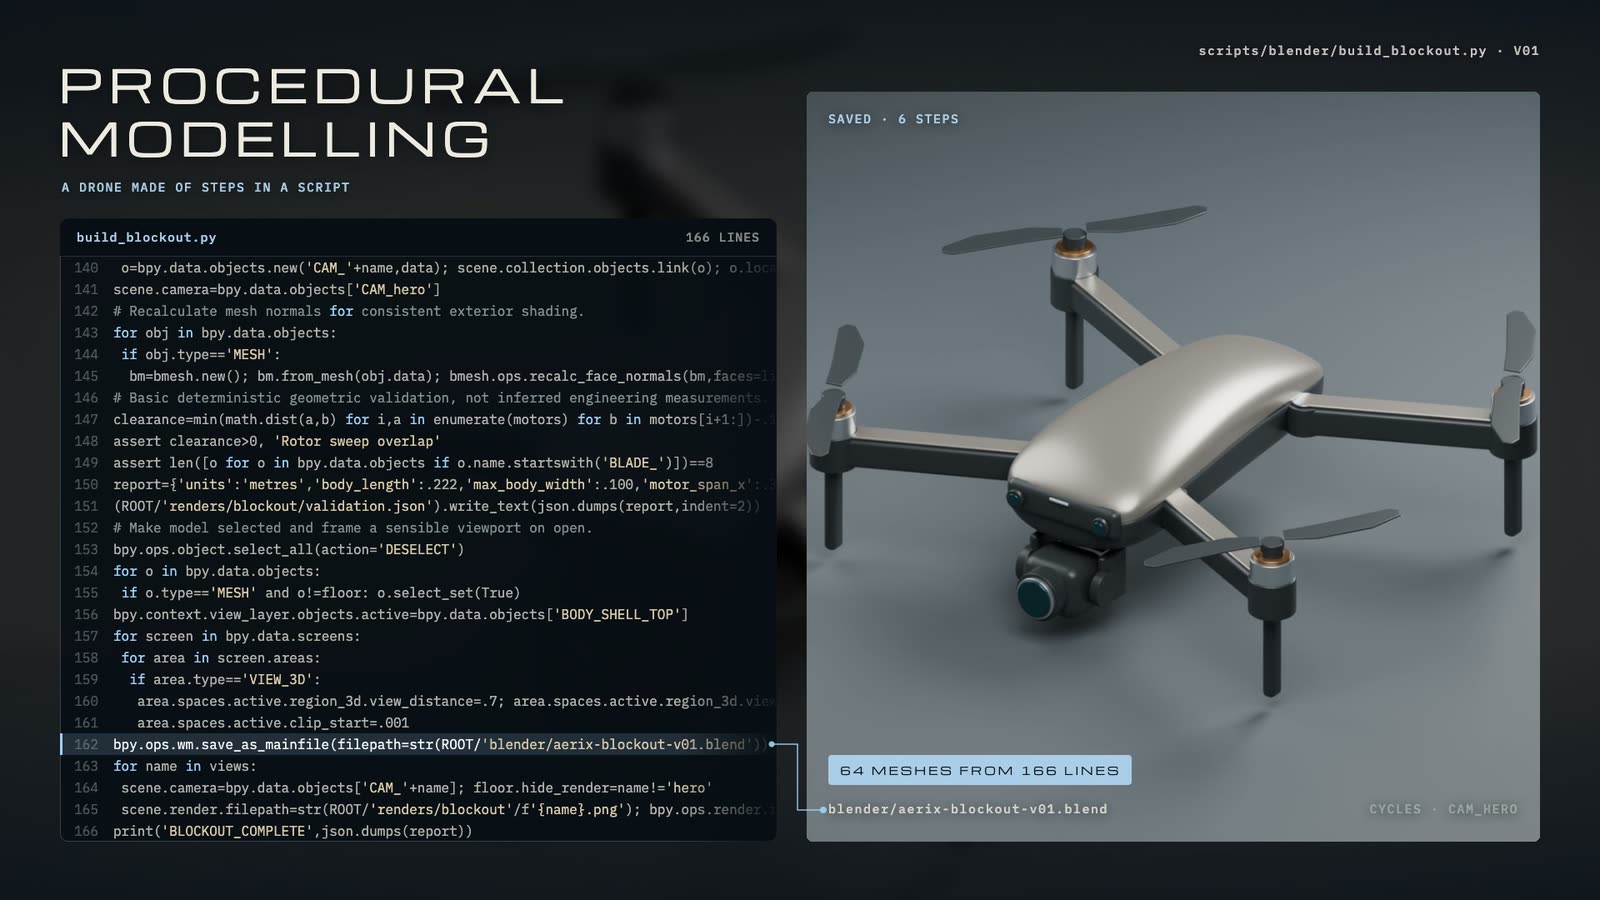 scripts/blender/build_blockout.py · V01
PROCEDURAL
MODELLING
A DRONE MADE OF STEPS IN A SCRIPT
build_blockout.py
166 LINES
140 o=bpy.data.objects.new('CAM_'+name,data); scene.collection.objects.link(o); o.loca
141 scene.camera=bpy.data.objects['CAM_hero']
142 # Recalculate mesh normals for consistent exterior shading.
143 for obj in bpy.data.objects:
144 if obj.type=='MESH':
145 bm=bmesh.new(); bm.from_mesh(obj.data); bmesh.ops.recalc_face_normals(bm,faces=
146 # Basic deterministic geometric validation, not inferred engineering measurements.
147 clearance=min(math.dist(a,b) for i,a in enumerate(motors) for b in motors[i+1:])-
148 assert clearance>0, 'Rotor sweep overlap'
149 assert len([o for o in bpy.data.objects if o.name.startswith('BLADE_')])==8
150 report={'units':'metres','body_length':.222,'max_body_width':.100,'motor_span_x':
151 (ROOT/'renders/blockout/validation.json').write_text(json.dumps(report,indent=2))
152 # Make model selected and frame a sensible viewport on open.
153 bpy.ops.object.select_all(action='DESELECT')
154 for o in bpy.data.objects:
155 if o.type=='MESH' and o!=floor: o.select_set(True)
156 bpy.context.view_layer.objects.active=bpy.data.objects['BODY_SHELL_TOP']
157 for screen in bpy.data.screens:
158 for area in screen.areas:
159 if area.type=='VIEW_3D':
160 area.spaces.active.region_3d.view_distance=.7; area.spaces.active.region_3d.vie
161 area.spaces.active.clip_start=.001
162 bpy.ops.wm.save_as_mainfile(filepath=str(ROOT/'blender/aerix-blockout-v01.blend'))
163 for name in views:
164 scene.camera=bpy.data.objects['CAM_'+name]; floor.hide_render=name!='hero'
165 scene.render.filepath=str(ROOT/'renders/blockout'/f'{name}.png'); bpy.ops.render.
166 print('BLOCKOUT_COMPLETE',json.dumps(report))
SAVED · 6 STEPS
64 MESHES FROM 166 LINES
blender/aerix-blockout-v01.blend
CYCLES · CAM_HERO